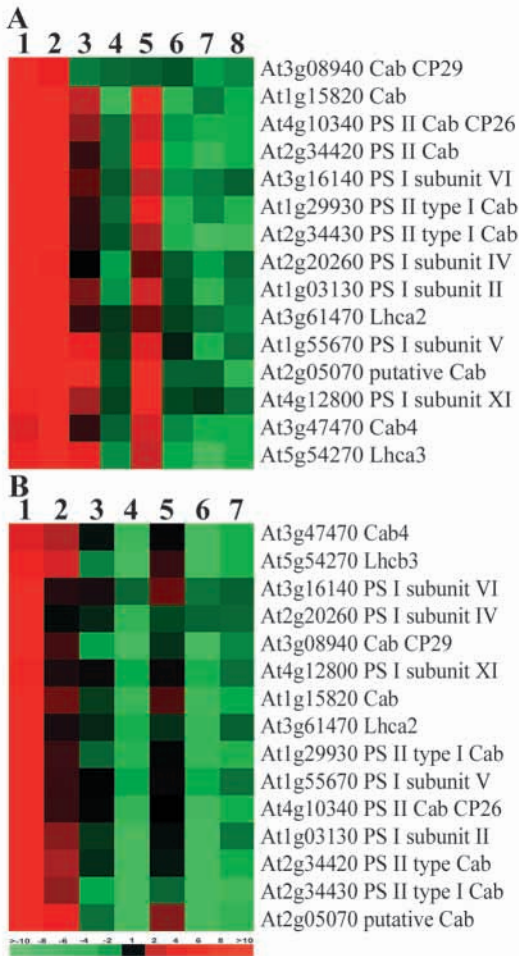 A
1 2 3 4 5 6 7 8
At3g08940 Cab CP29
At1g15820 Cab
At4g10340 PS II Cab CP26
At2g34420 PS II Cab
At3g16140 PS I subunit VI
At1g29930 PS II type I Cab
At2g34430 PS II type I Cab
At2g20260 PS I subunit IV
At1g03130 PS I subunit II
At3g61470 Lhca2
At1g55670 PS I subunit V
At2g05070 putative Cab
At4g12800 PS I subunit XI
At3g47470 Cab4
At5g54270 Lhca3
B
1 2 3 4 5 6 7
At3g47470 Cab4
At5g54270 Lhcb3
At3g16140 PS I subunit VI
At2g20260 PS I subunit IV
At3g08940 Cab CP29
At4g12800 PS I subunit XI
At1g15820 Cab
At3g61470 Lhca2
At1g29930 PS II type I Cab
At1g55670 PS I subunit V
At4g10340 PS II Cab CP26
At1g03130 PS I subunit II
At2g34420 PS II type Cab
At2g34430 PS II type I Cab
At2g05070 putative Cab
>-10 -8 -6 -4 -2 1 2 4 6 8 >10